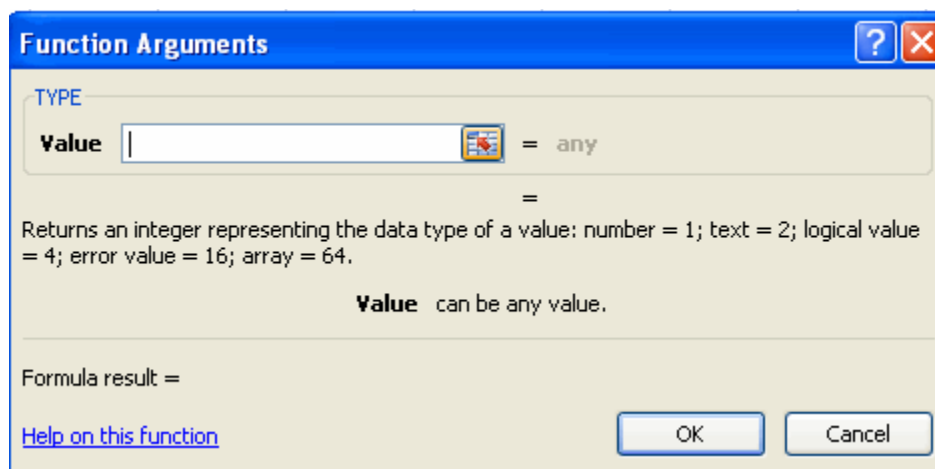 Function Arguments
TYPE
Value = any
=
Returns an integer representing the data type of a value: number = 1; text = 2; logical value
= 4; error value = 16; array = 64.
Value can be any value.
Formula result =
Help on this function OK Cancel